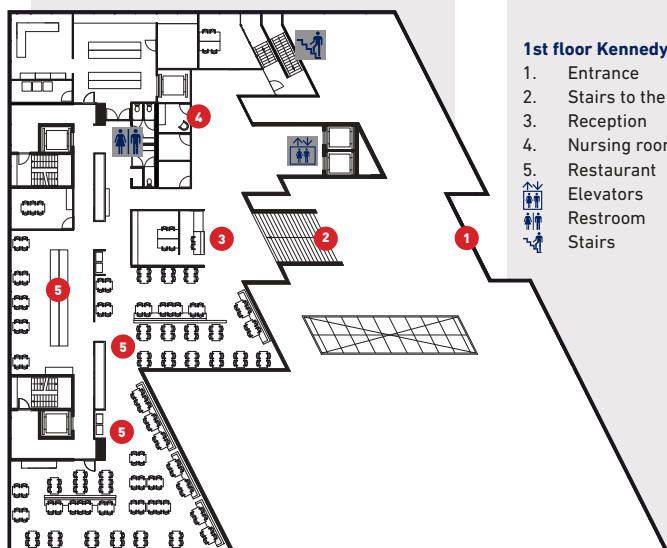 1st floor Kennedy
1. Entrance
2. Stairs to the
3. Reception
4. Nursing roo
5. Restaurant
Elevators
Restroom
Stairs
4
3
2
1
5
5
5